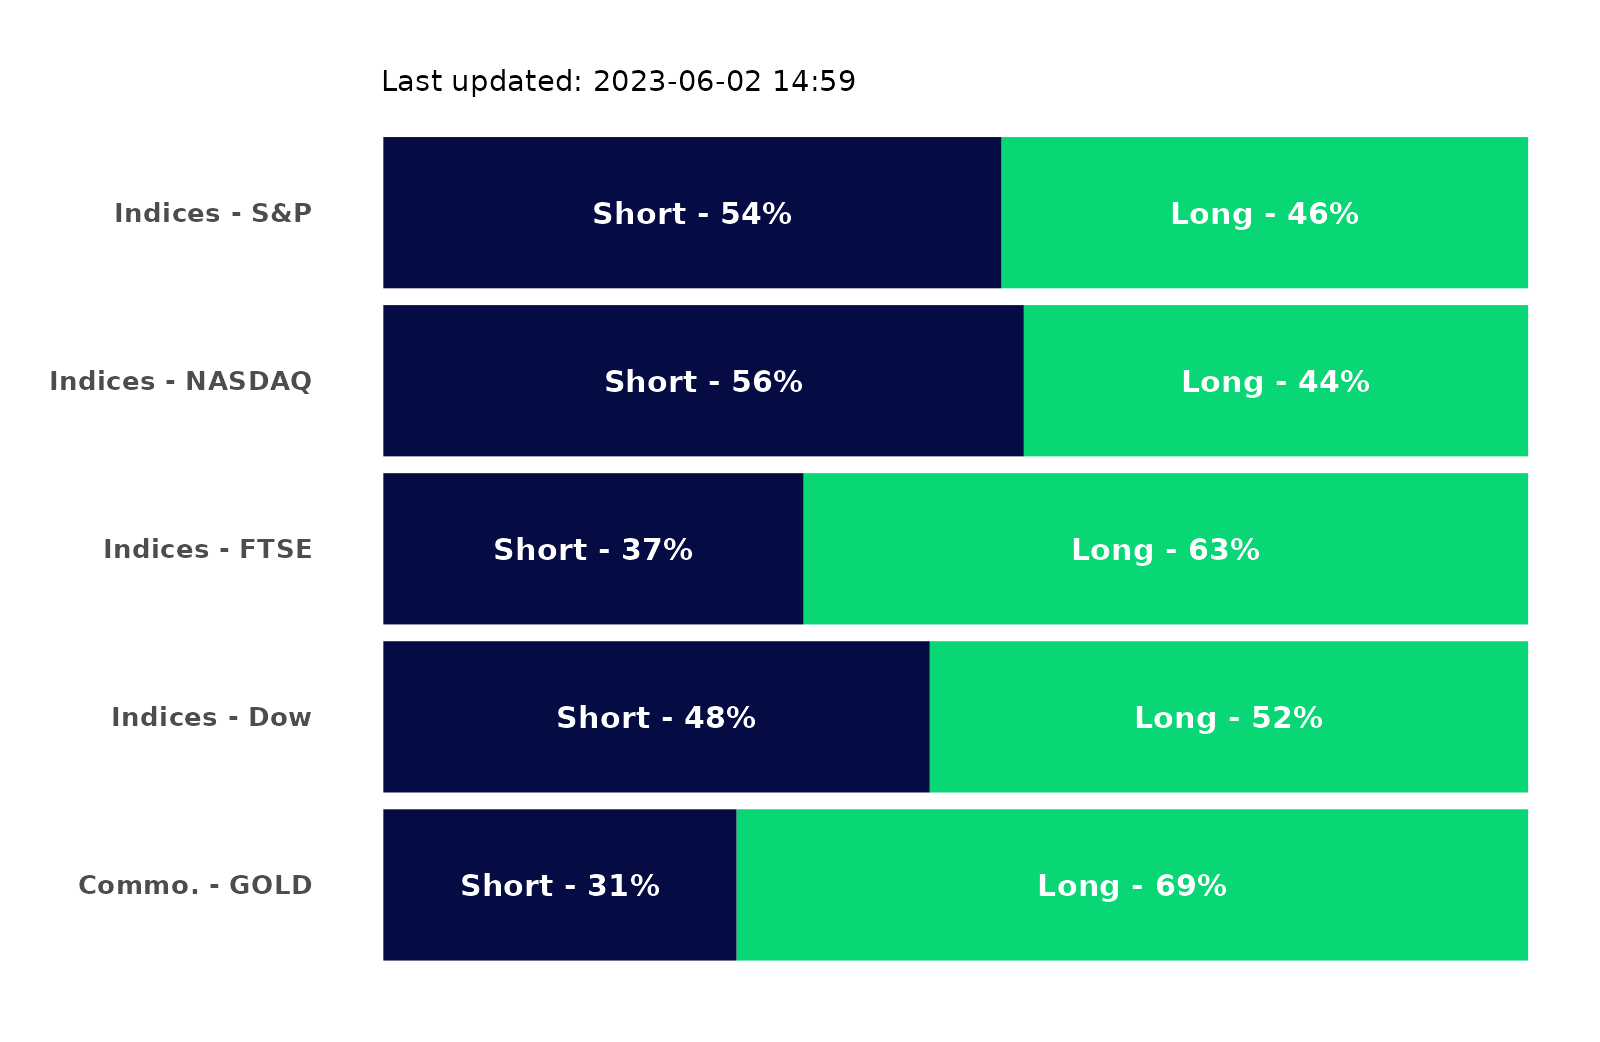 Last updated: 2023-06-02 14:59
Indices - S&P Short - 54% Long - 46%
Indices - NASDAQ Short - 56% Long - 44%
Indices - FTSE Short - 37% Long - 63%
Indices - Dow Short - 48% Long - 52%
Commo. - GOLD Short - 31% Long - 69%